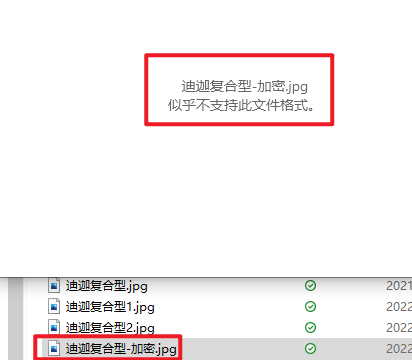 迪迦复合型-加密.jpg
似乎不支持此文件格式。
迪迦复合型.jpg 2021
迪迦复合型1.jpg 2022
迪迦复合型2.jpg 2022
迪迦复合型-加密.jpg 2022